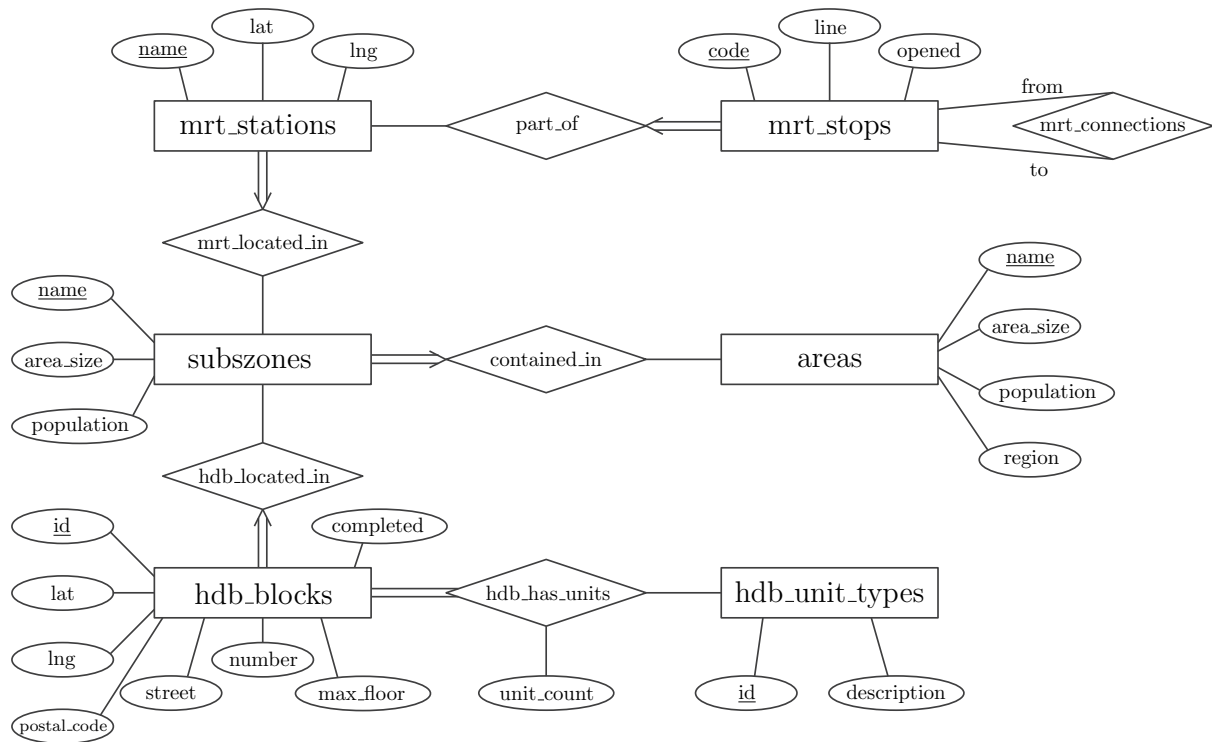 lat
line
name
lng
code
opened
from
mrt_stations
part_of
mrt_stops
mrt_connections
to
mrt_located_in
name
name
area_size
area_size
subszones
contained_in
areas
population
population
region
hdb_located_in
id
completed
lat
hdb_blocks
hdb_has_units
hdb_unit_types
lng
number
street
max_floor
unit_count
id
description
postal_code